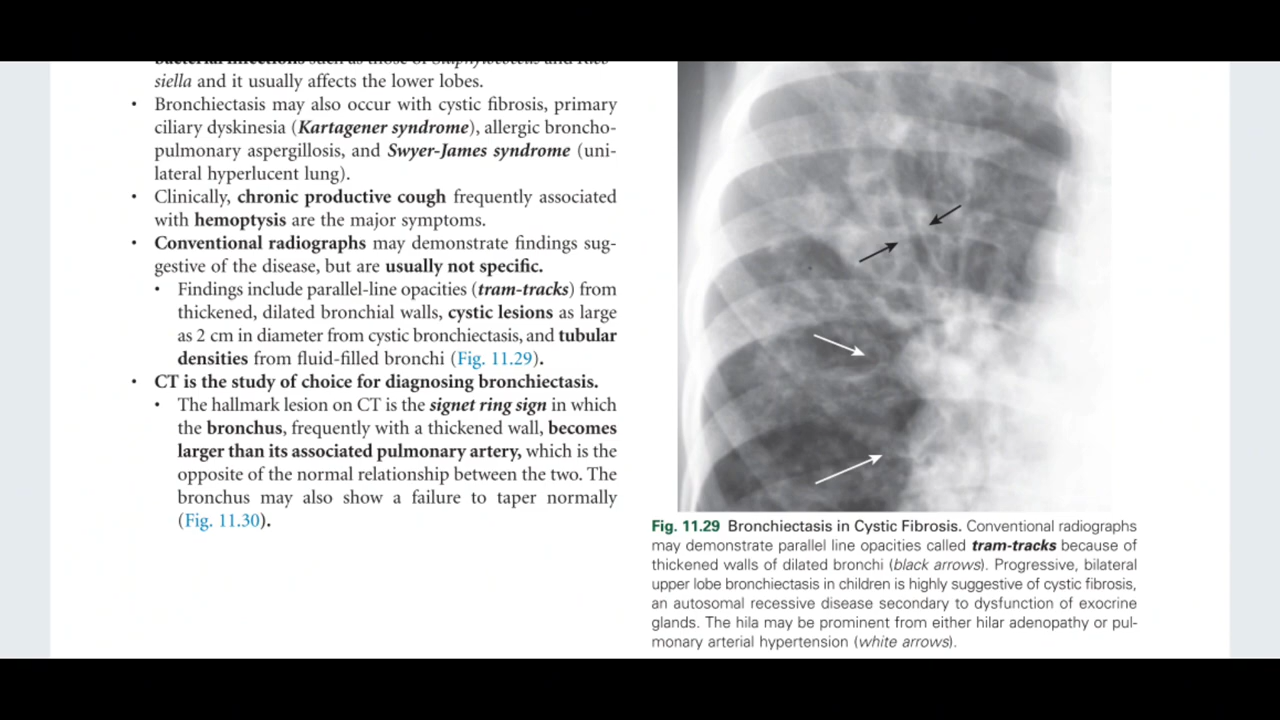 siella and it usually affects the lower lobes.
• Bronchiectasis may also occur with cystic fibrosis, primary
ciliary dyskinesia (Kartagener syndrome), allergic broncho-
pulmonary aspergillosis, and Swyer-James syndrome (uni-
lateral hyperlucent lung).
• Clinically, chronic productive cough frequently associated
with hemoptysis are the major symptoms.
• Conventional radiographs may demonstrate findings sug-
gestive of the disease, but are usually not specific.
• Findings include parallel-line opacities (tram-tracks) from
thickened, dilated bronchial walls, cystic lesions as large
as 2 cm in diameter from cystic bronchiectasis, and tubular
densities from fluid-filled bronchi (Fig. 11.29).
• CT is the study of choice for diagnosing bronchiectasis.
• The hallmark lesion on CT is the signet ring sign in which
the bronchus, frequently with a thickened wall, becomes
larger than its associated pulmonary artery, which is the
opposite of the normal relationship between the two. The
bronchus may also show a failure to taper normally
(Fig. 11.30).
Fig. 11.29 Bronchiectasis in Cystic Fibrosis. Conventional radiographs
may demonstrate parallel line opacities called tram-tracks because of
thickened walls of dilated bronchi (black arrows). Progressive, bilateral
upper lobe bronchiectasis in children is highly suggestive of cystic fibrosis,
an autosomal recessive disease secondary to dysfunction of exocrine
glands. The hila may be prominent from either hilar adenopathy or pul-
monary arterial hypertension (white arrows).